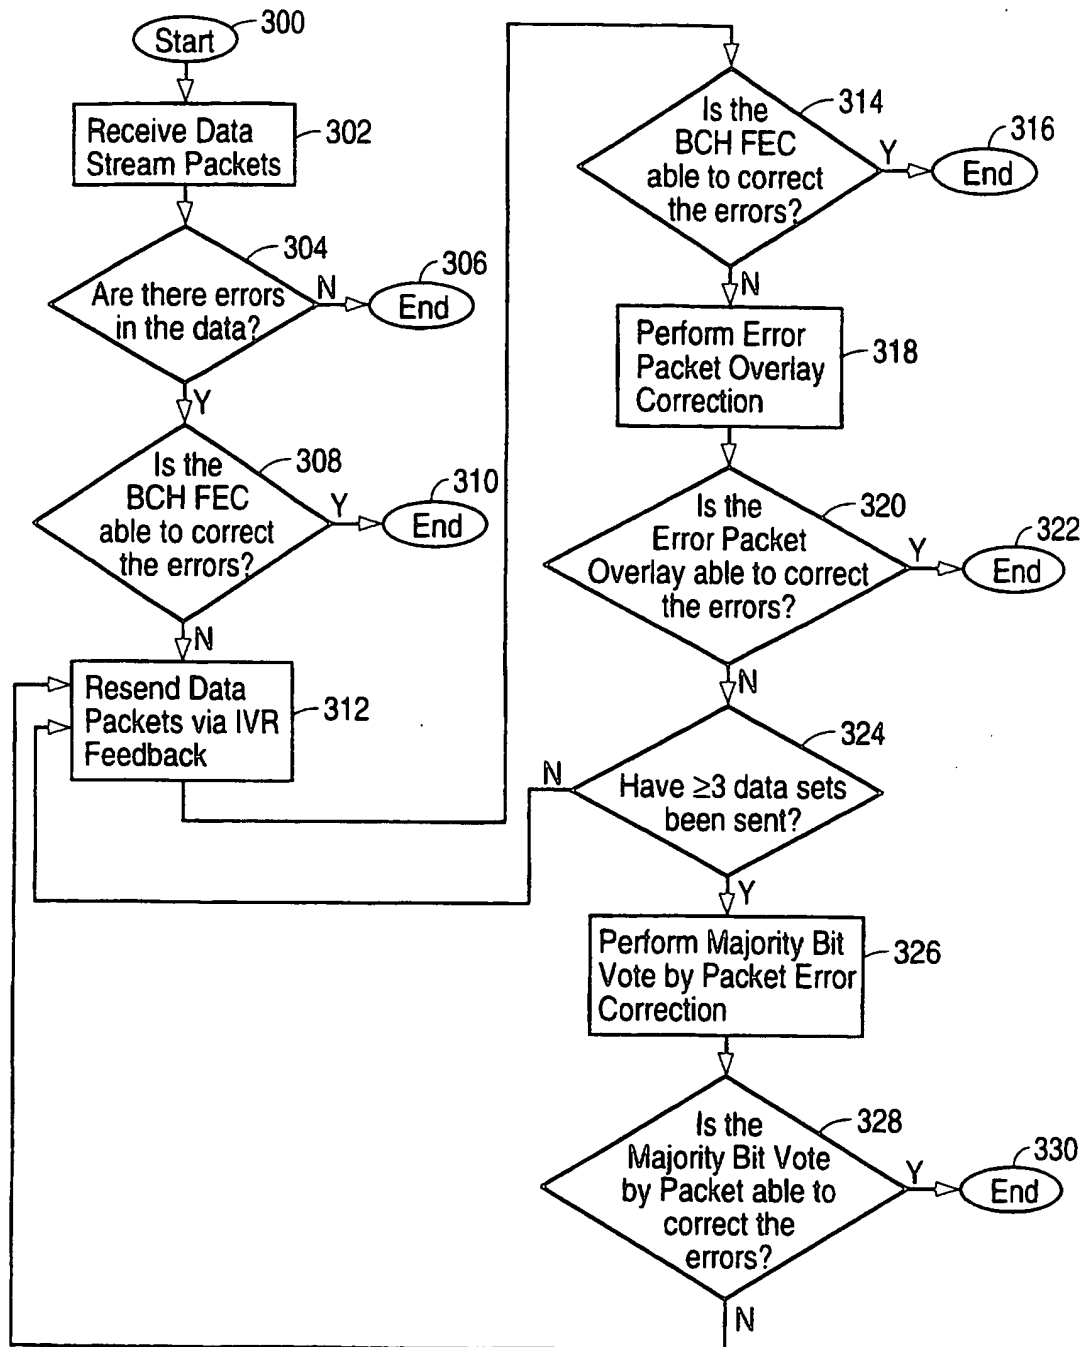 Start
300
Receive Data
Stream Packets
302
Are there errors
in the data?
304
N
End
306
Y
Is the
BCH FEC
able to correct
the errors?
308
Y
End
310
N
Resend Data
Packets via IVR
Feedback
312
Is the
BCH FEC
able to correct
the errors?
314
Y
End
316
N
Perform Error
Packet Overlay
Correction
318
Is the
Error Packet
Overlay able to correct
the errors?
320
Y
End
322
N
Have ≥3 data sets
been sent?
324
N
Y
Perform Majority Bit
Vote by Packet Error
Correction
326
Is the
Majority Bit Vote
by Packet able to
correct the
errors?
328
Y
End
330
N